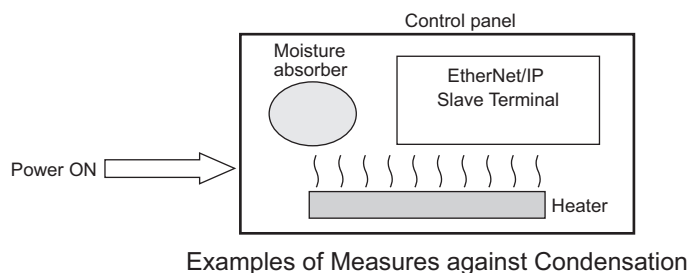 Control panel
Moisture
absorber
EtherNet/IP
Slave Terminal
Power ON
Heater
Examples of Measures against Condensation